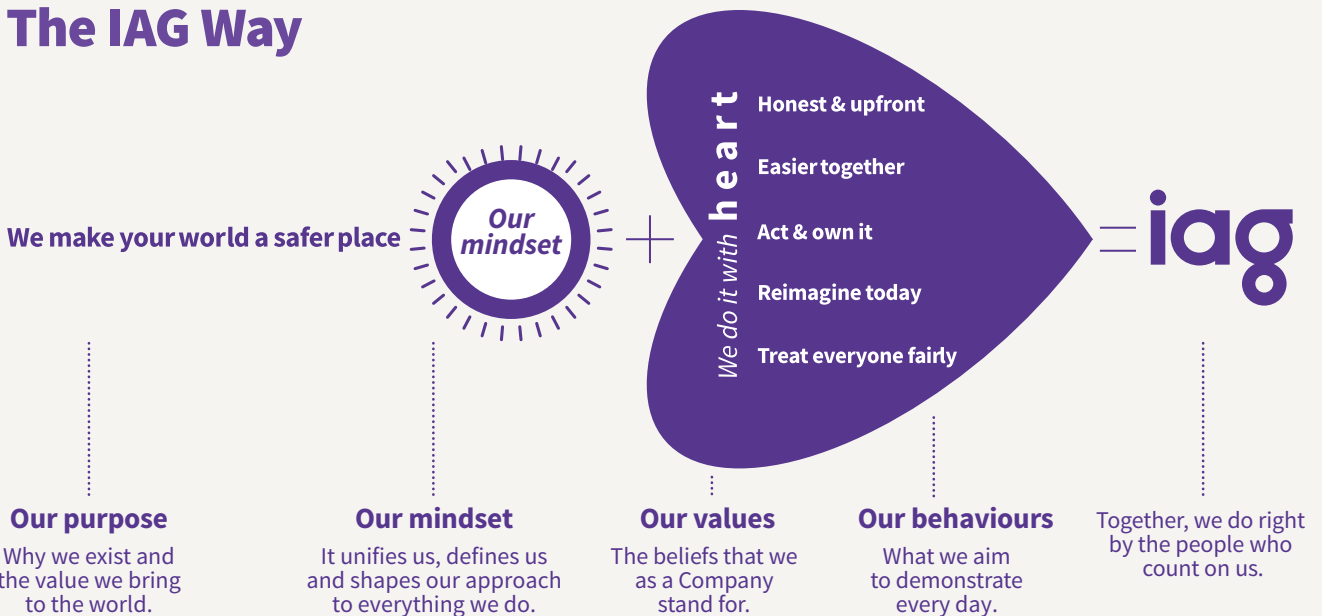 The IAG Way
We make your world a safer place
Our
mindset
We do it with heart
Honest & upfront
Easier together
Act & own it
Reimagine today
Treat everyone fairly
iag
Our purpose
Why we exist and
the value we bring
to the world.
Our mindset
It unifies us, defines us
and shapes our approach
to everything we do.
Our values
The beliefs that we
as a Company
stand for.
Our behaviours
What we aim
to demonstrate
every day.
Together, we do right
by the people who
count on us.